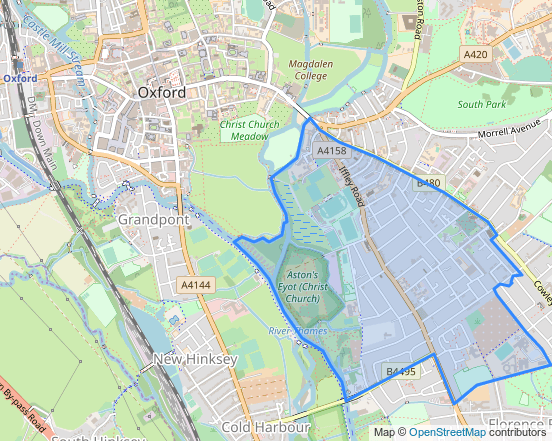 Castle Mill Stream
Road
ston Road
A420
Magdalen
College
Oxford
Oxford
South Park
DMr Down Main
Christ Church
Meadow
Morrell Avenue
A4158
Iffley Road
B480
Grandpont
A4144
Aston's
Eyot (Christ
Church)
Cowley
River Thames
New Hinksey
B4495
n Bypass Road
Cold Harbour
Florence P
South Hinksey
Map © OpenStreetMap contributors